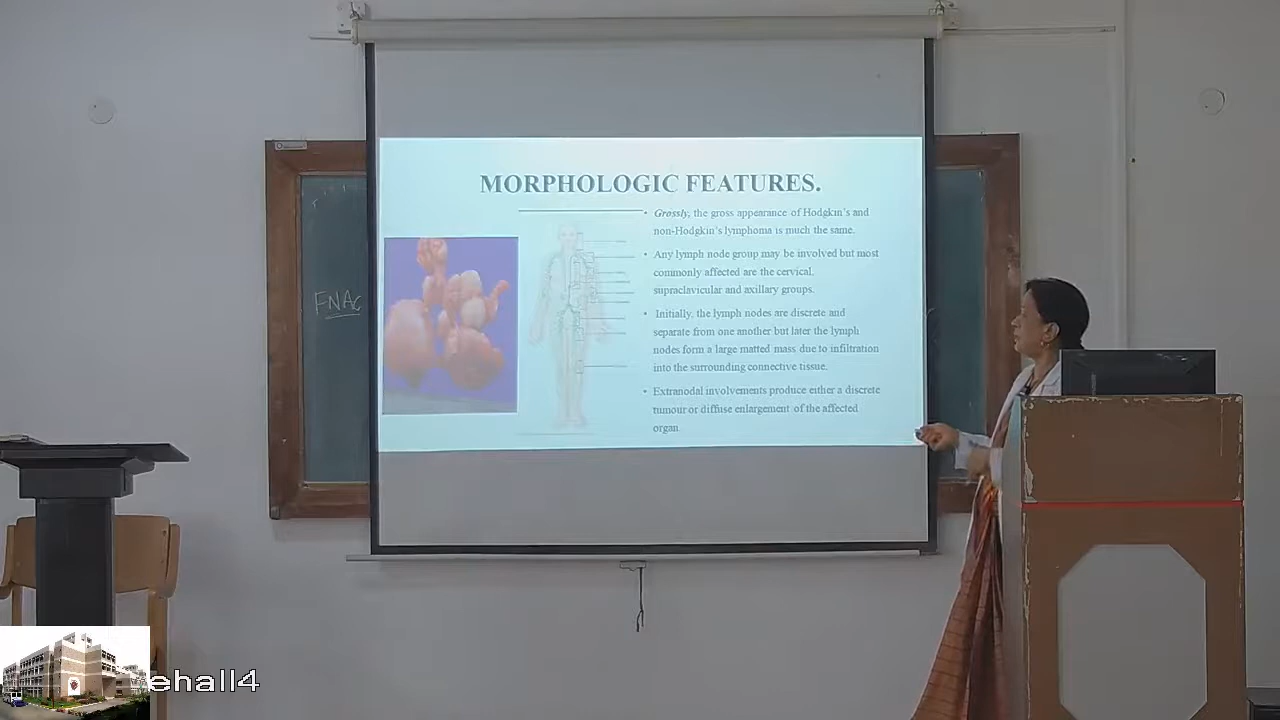 MORPHOLOGIC FEATURES.
• Grossly, the gross appearance of Hodgkin's and
non-Hodgkin's lymphoma is much the same.
• Any lymph node group may be involved but most
commonly affected are the cervical,
supraclavicular and axillary groups.
• Initially, the lymph nodes are discrete and
separate from one another but later the lymph
nodes form a large matted mass due to infiltration
into the surrounding connective tissue.
• Extranodal involvements produce either a discrete
tumour or diffuse enlargement of the affected
organ.
FNAC
ehall4